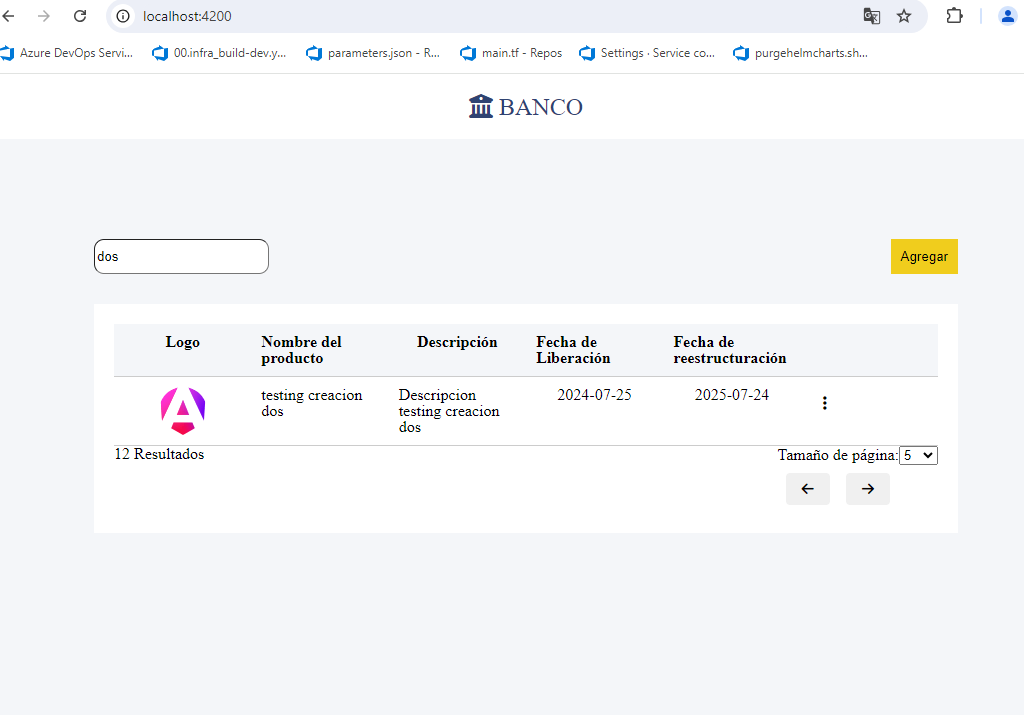 localhost:4200
Azure DevOps Servi...
00.infra_build-dev.y...
parameters.json - R...
main.tf - Repos
Settings · Service co...
purgehelmcharts.sh...
BANCO
dos
Agregar
Logo
Nombre del
producto
Descripción
Fecha de
Liberación
Fecha de
reestructuración
testing creacion
dos
Descripcion
testing creacion
dos
2024-07-25
2025-07-24
12 Resultados
Tamaño de página:
5